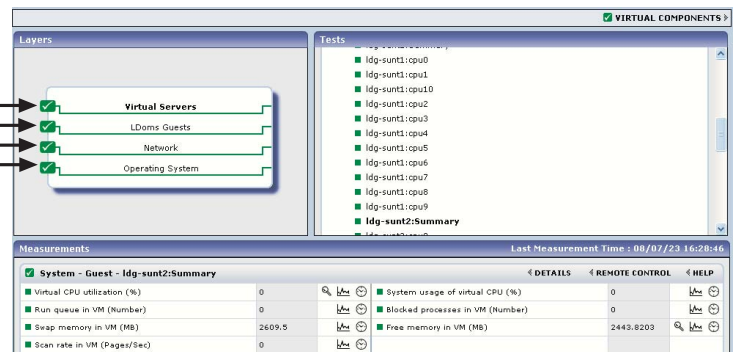 VIRTUAL COMPONENTS
Layers
Virtual Servers
LDoms Guests
Network
Operating System
Tests
ldg-sunt1:cpu0
ldg-sunt1:cpu1
ldg-sunt1:cpu10
ldg-sunt1:cpu2
ldg-sunt1:cpu3
ldg-sunt1:cpu4
ldg-sunt1:cpu5
ldg-sunt1:cpu6
ldg-sunt1:cpu7
ldg-sunt1:cpu8
ldg-sunt1:cpu9
ldg-sunt2:Summary
Measurements Last Measurement Time : 08/07/23 16:28:46
System - Guest - ldg-sunt2:Summary DETAILS REMOTE CONTROL HELP
Virtual CPU utilization (%) 0 System usage of virtual CPU (%) 0
Run queue in VM (Number) 0 Blocked processes in VM (Number) 0
Swap memory in VM (MB) 2609.5 Free memory in VM (MB) 2443.8203
Scan rate in VM (Pages/Sec) 0